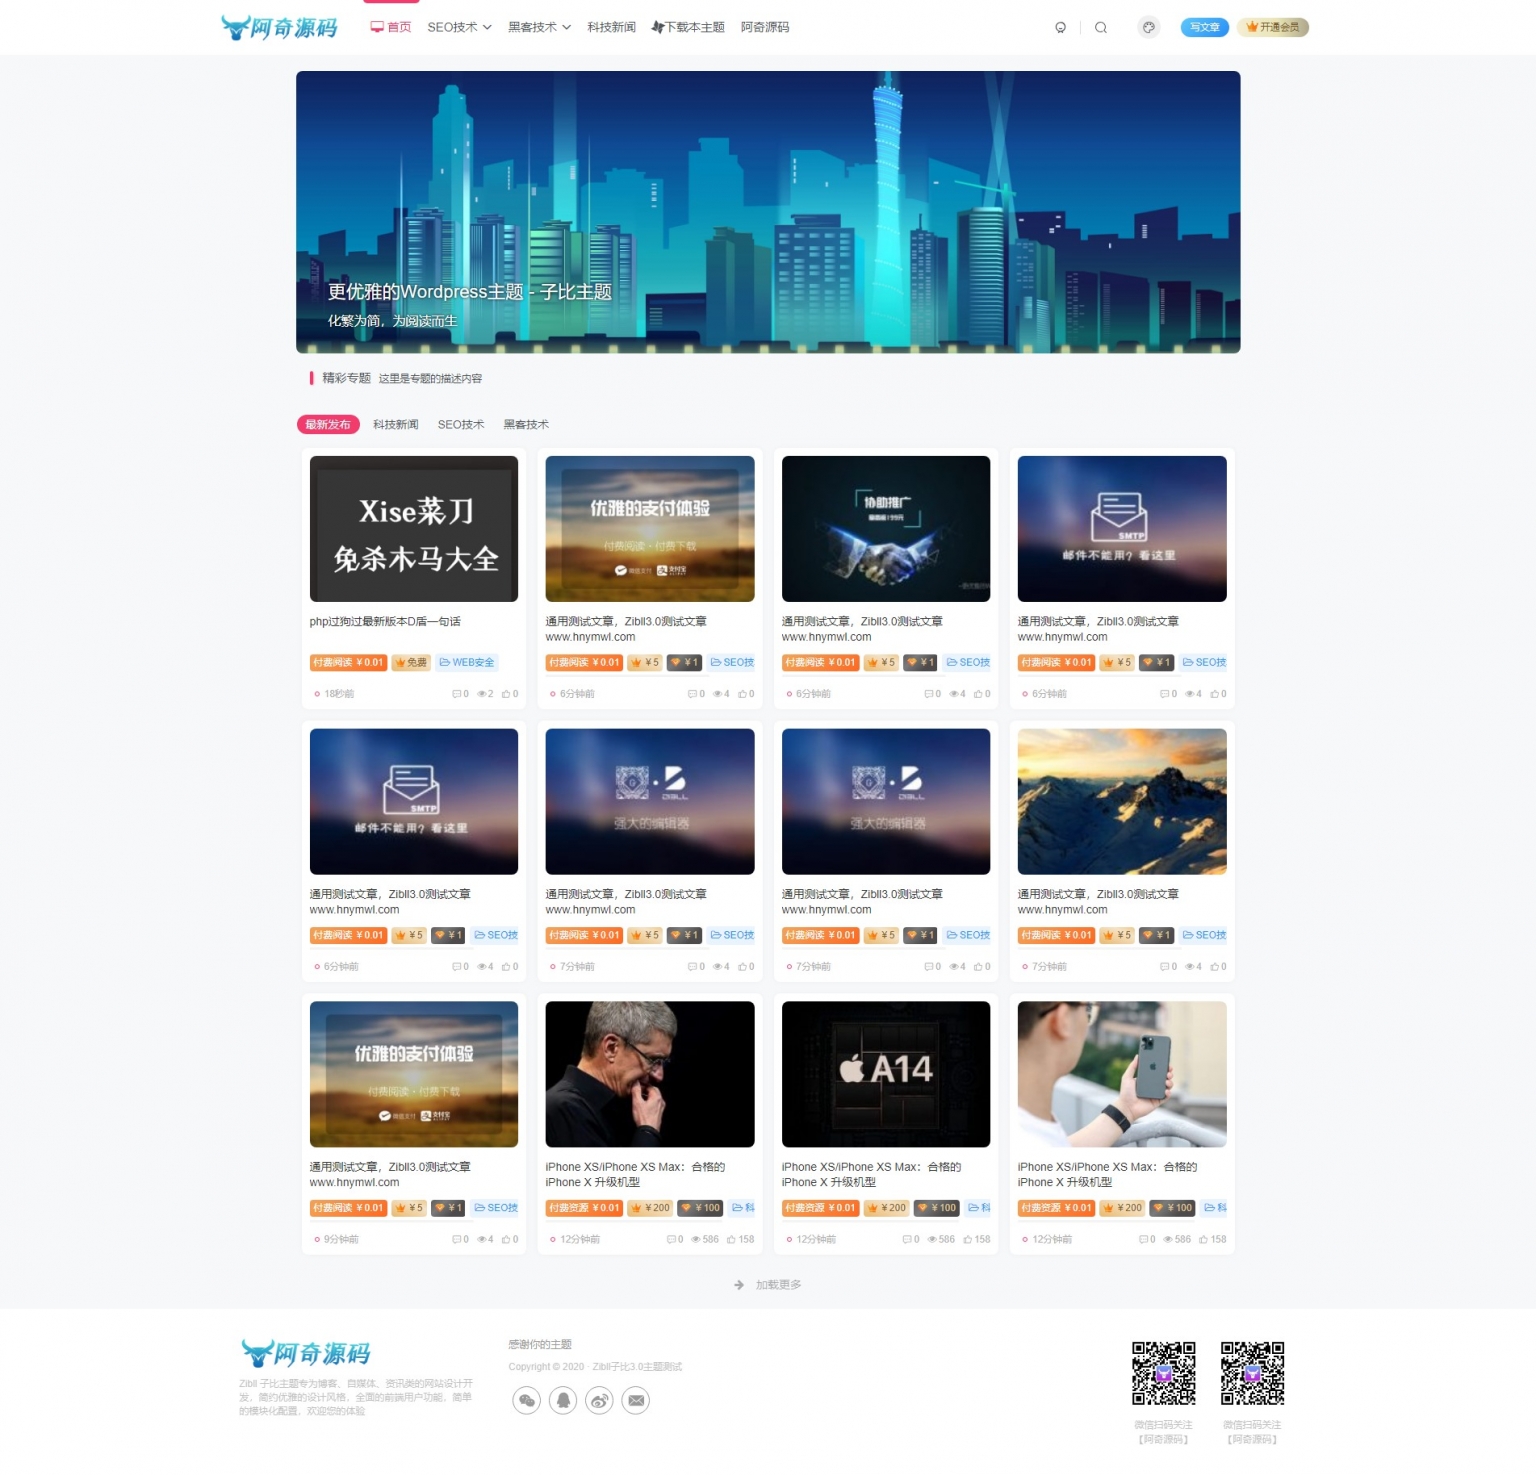 阿奇源码
首页
SEO技术
黑客技术
科技新闻
下载本主题
阿奇源码
写文章
开通会员
更优雅的Wordpress主题 - 子比主题
化繁为简，为阅读而生
精彩专题 这里是专题的描述内容
最新发布 科技新闻 SEO技术 黑客技术
Xise菜刀
免杀木马大全
php过狗过最新版本D盾一句话
付费阅读 ￥0.01 免费 WEB安全
18秒前 0 2 0
优雅的支付体验
付费阅读·付费下载
微信支付 支付宝
通用测试文章，Zibll3.0测试文章
www.hnymwl.com
付费阅读 ￥0.01 ￥5 ￥1 SEO技
6分钟前 0 4 0
协助推广
通用测试文章，Zibll3.0测试文章
www.hnymwl.com
付费阅读 ￥0.01 ￥5 ￥1 SEO技
6分钟前 0 4 0
SMTP
邮件不能用？看这里
通用测试文章，Zibll3.0测试文章
www.hnymwl.com
付费阅读 ￥0.01 ￥5 ￥1 SEO技
6分钟前 0 4 0
SMTP
邮件不能用？看这里
通用测试文章，Zibll3.0测试文章
www.hnymwl.com
付费阅读 ￥0.01 ￥5 ￥1 SEO技
6分钟前 0 4 0
ZIBLL
强大的编辑器
通用测试文章，Zibll3.0测试文章
www.hnymwl.com
付费阅读 ￥0.01 ￥5 ￥1 SEO技
7分钟前 0 4 0
ZIBLL
强大的编辑器
通用测试文章，Zibll3.0测试文章
www.hnymwl.com
付费阅读 ￥0.01 ￥5 ￥1 SEO技
7分钟前 0 4 0
通用测试文章，Zibll3.0测试文章
www.hnymwl.com
付费阅读 ￥0.01 ￥5 ￥1 SEO技
7分钟前 0 4 0
优雅的支付体验
付费阅读·付费下载
微信支付 支付宝
通用测试文章，Zibll3.0测试文章
www.hnymwl.com
付费阅读 ￥0.01 ￥5 ￥1 SEO技
9分钟前 0 4 0
iPhone XS/iPhone XS Max：合格的
iPhone X 升级机型
付费资源 ￥0.01 ￥200 ￥100 科
12分钟前 0 586 158
A14
iPhone XS/iPhone XS Max：合格的
iPhone X 升级机型
付费资源 ￥0.01 ￥200 ￥100 科
12分钟前 0 586 158
iPhone XS/iPhone XS Max：合格的
iPhone X 升级机型
付费资源 ￥0.01 ￥200 ￥100 科
12分钟前 0 586 158
加载更多
阿奇源码
Zibll 子比主题专为博客、自媒体、资讯类的网站设计开
发，简约优雅的设计风格，全面的前端用户功能，简单
的模块化配置，欢迎您的体验
感谢你的主题
Copyright © 2020 · Zibll子比3.0主题测试
微信扫码关注
【阿奇源码】
微信扫码关注
【阿奇源码】